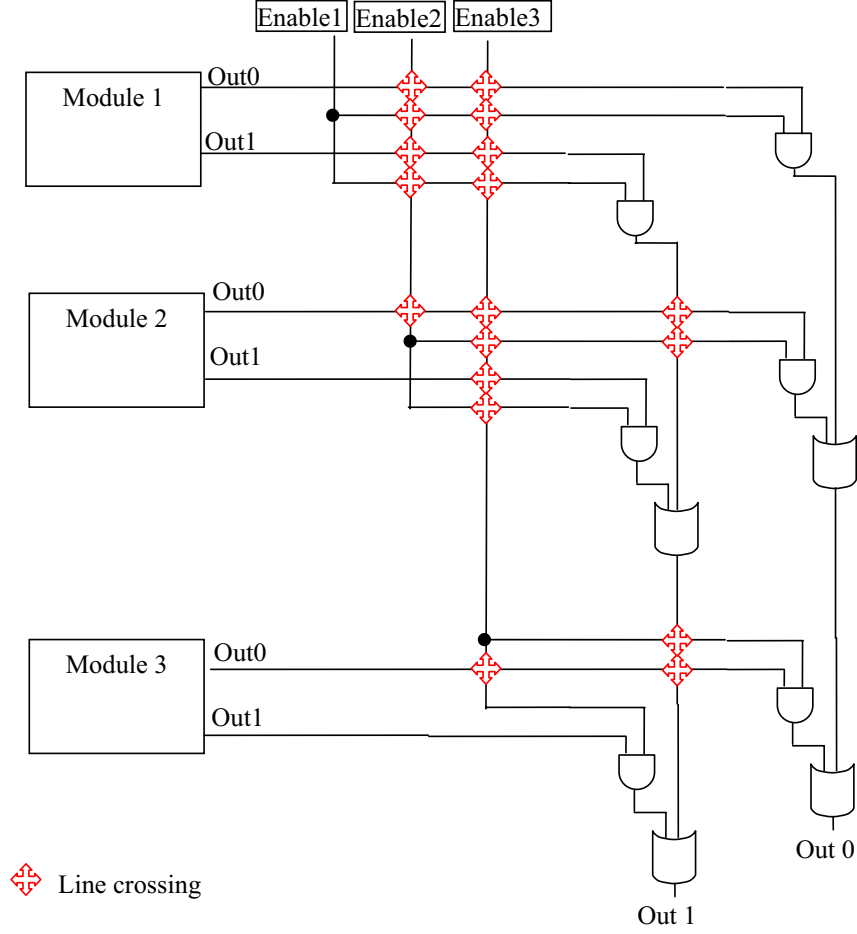 Enable1 Enable2 Enable3
Out0
Module 1
Out1
Out0
Module 2
Out1
Out0
Module 3
Out1
Out 0
Line crossing
Out 1